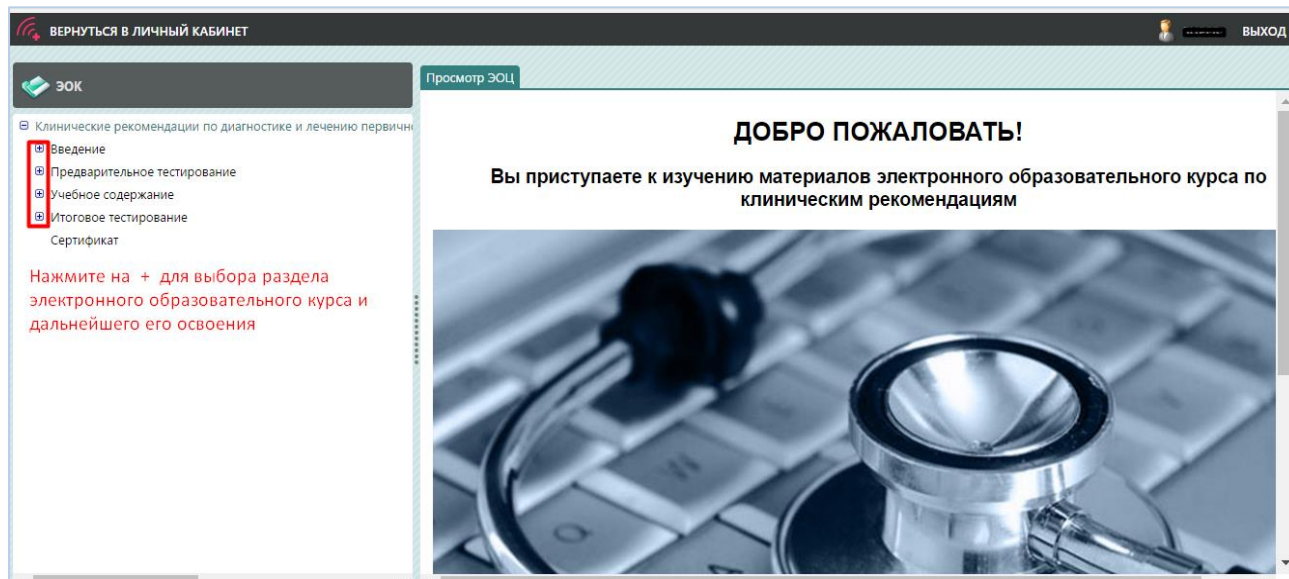 ВЕРНУТЬСЯ В ЛИЧНЫЙ КАБИНЕТ
ВЫХОД
ЭОК
Клинические рекомендации по диагностике и лечению
Введение
Предварительное тестирование
Учебное содержание
Итоговое тестирование
Сертификат
Нажмите на + для выбора раздела
электронного образовательного курса и
дальнейшего его освоения
Просмотр ЭОЦ
ДОБРО ПОЖАЛОВАТЬ!
Вы приступаете к изучению материалов электронного образовательного курса по
клиническим рекомендациям